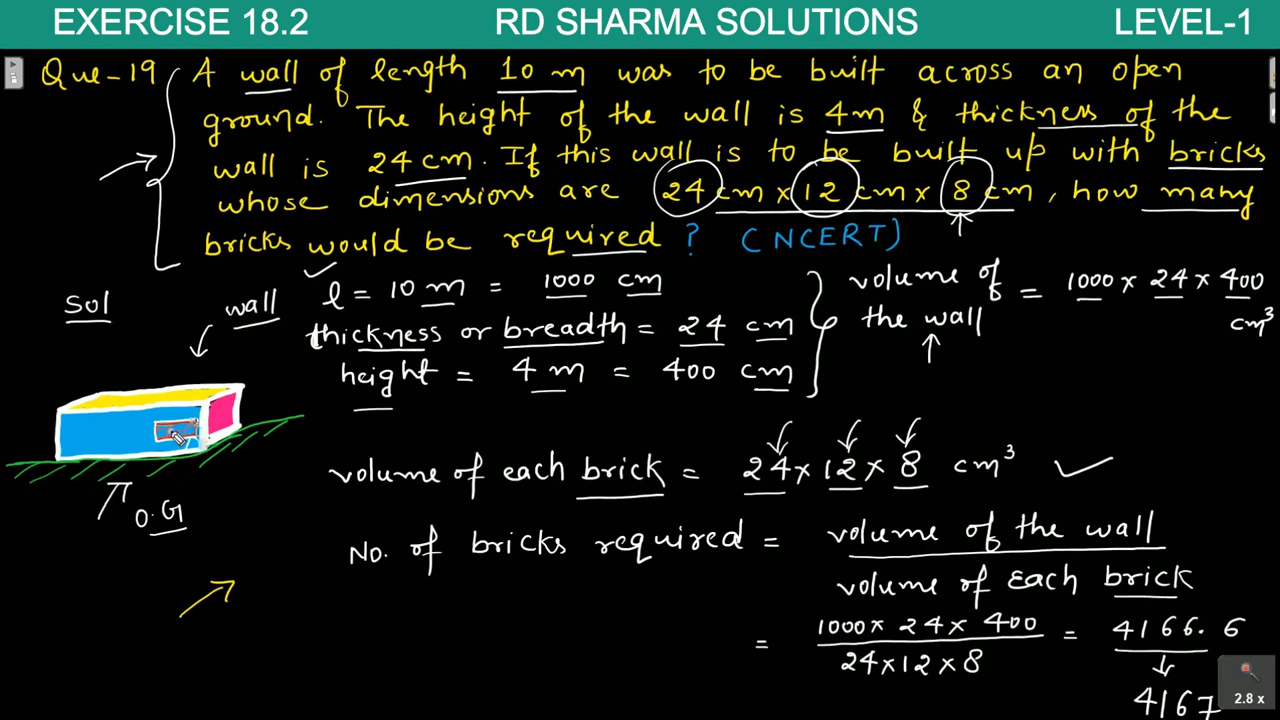 EXERCISE 18.2 RD SHARMA SOLUTIONS LEVEL-1
Que-19 A wall of length 10 m was to be built across an open
ground. The height of the wall is 4m & thickness of the
wall is 24 cm. If this wall is to be built up with bricks
whose dimensions are 24 cm × 12 cm × 8 cm, how many
bricks would be required ? (NCERT)
Sol
wall
l = 10 m = 1000 cm
thickness or breadth = 24 cm
height = 4 m = 400 cm
volume of the wall = 1000 × 24 × 400 cm³
O.G
volume of each brick = 24 × 12 × 8 cm³
No. of bricks required = volume of the wall
volume of each brick
= 1000 × 24 × 400 = 4166.6
24 × 12 × 8
4167
2.8 x